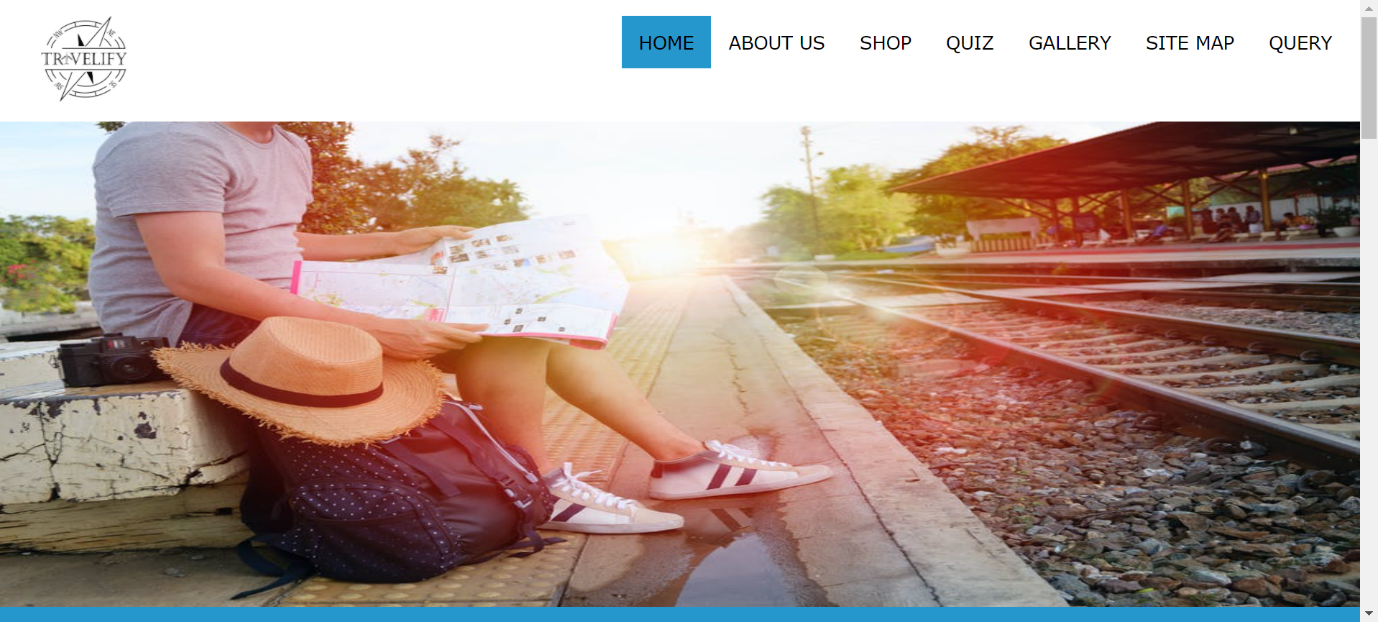 TRAVELIFY
HOME ABOUT US SHOP QUIZ GALLERY SITE MAP QUERY